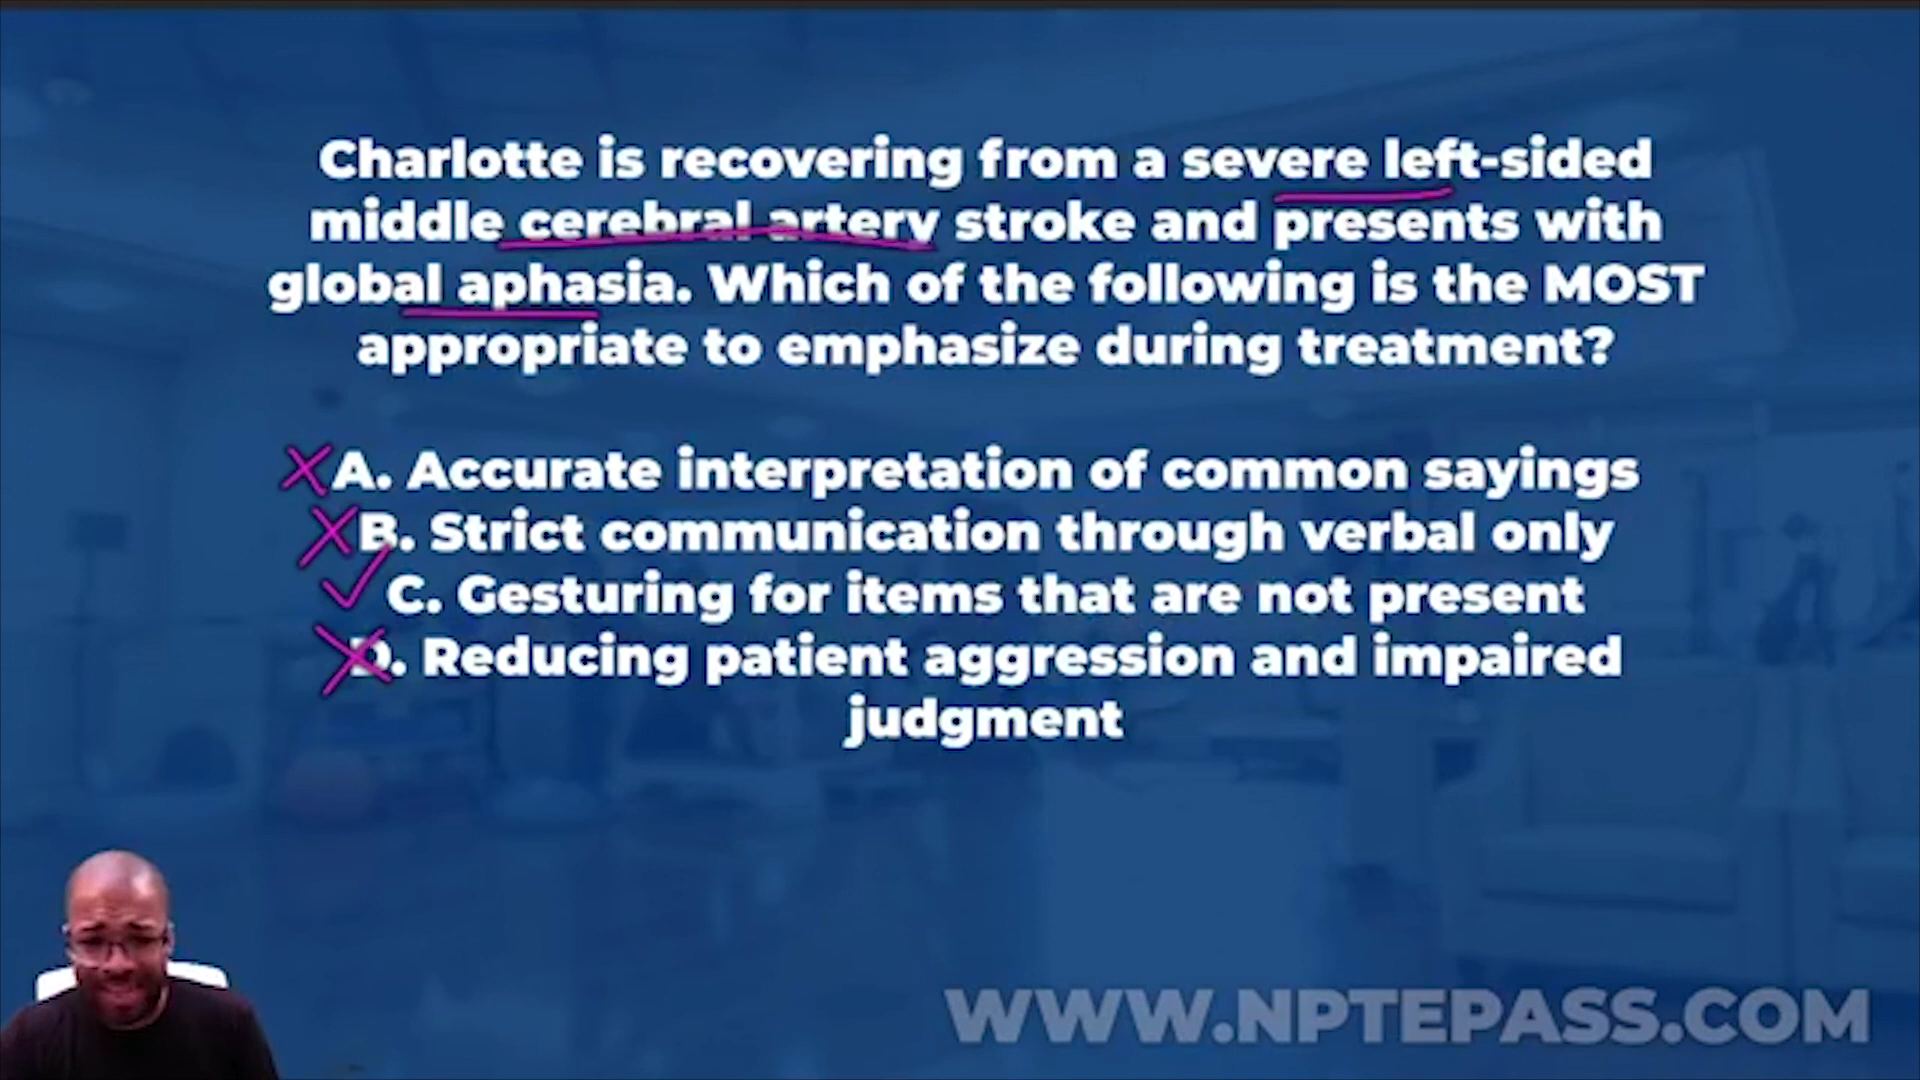 Charlotte is recovering from a severe left-sided
middle cerebral artery stroke and presents with
global aphasia. Which of the following is the MOST
appropriate to emphasize during treatment?
A. Accurate interpretation of common sayings
B. Strict communication through verbal only
C. Gesturing for items that are not present
D. Reducing patient aggression and impaired
judgment
WWW.NPTEPASS.COM